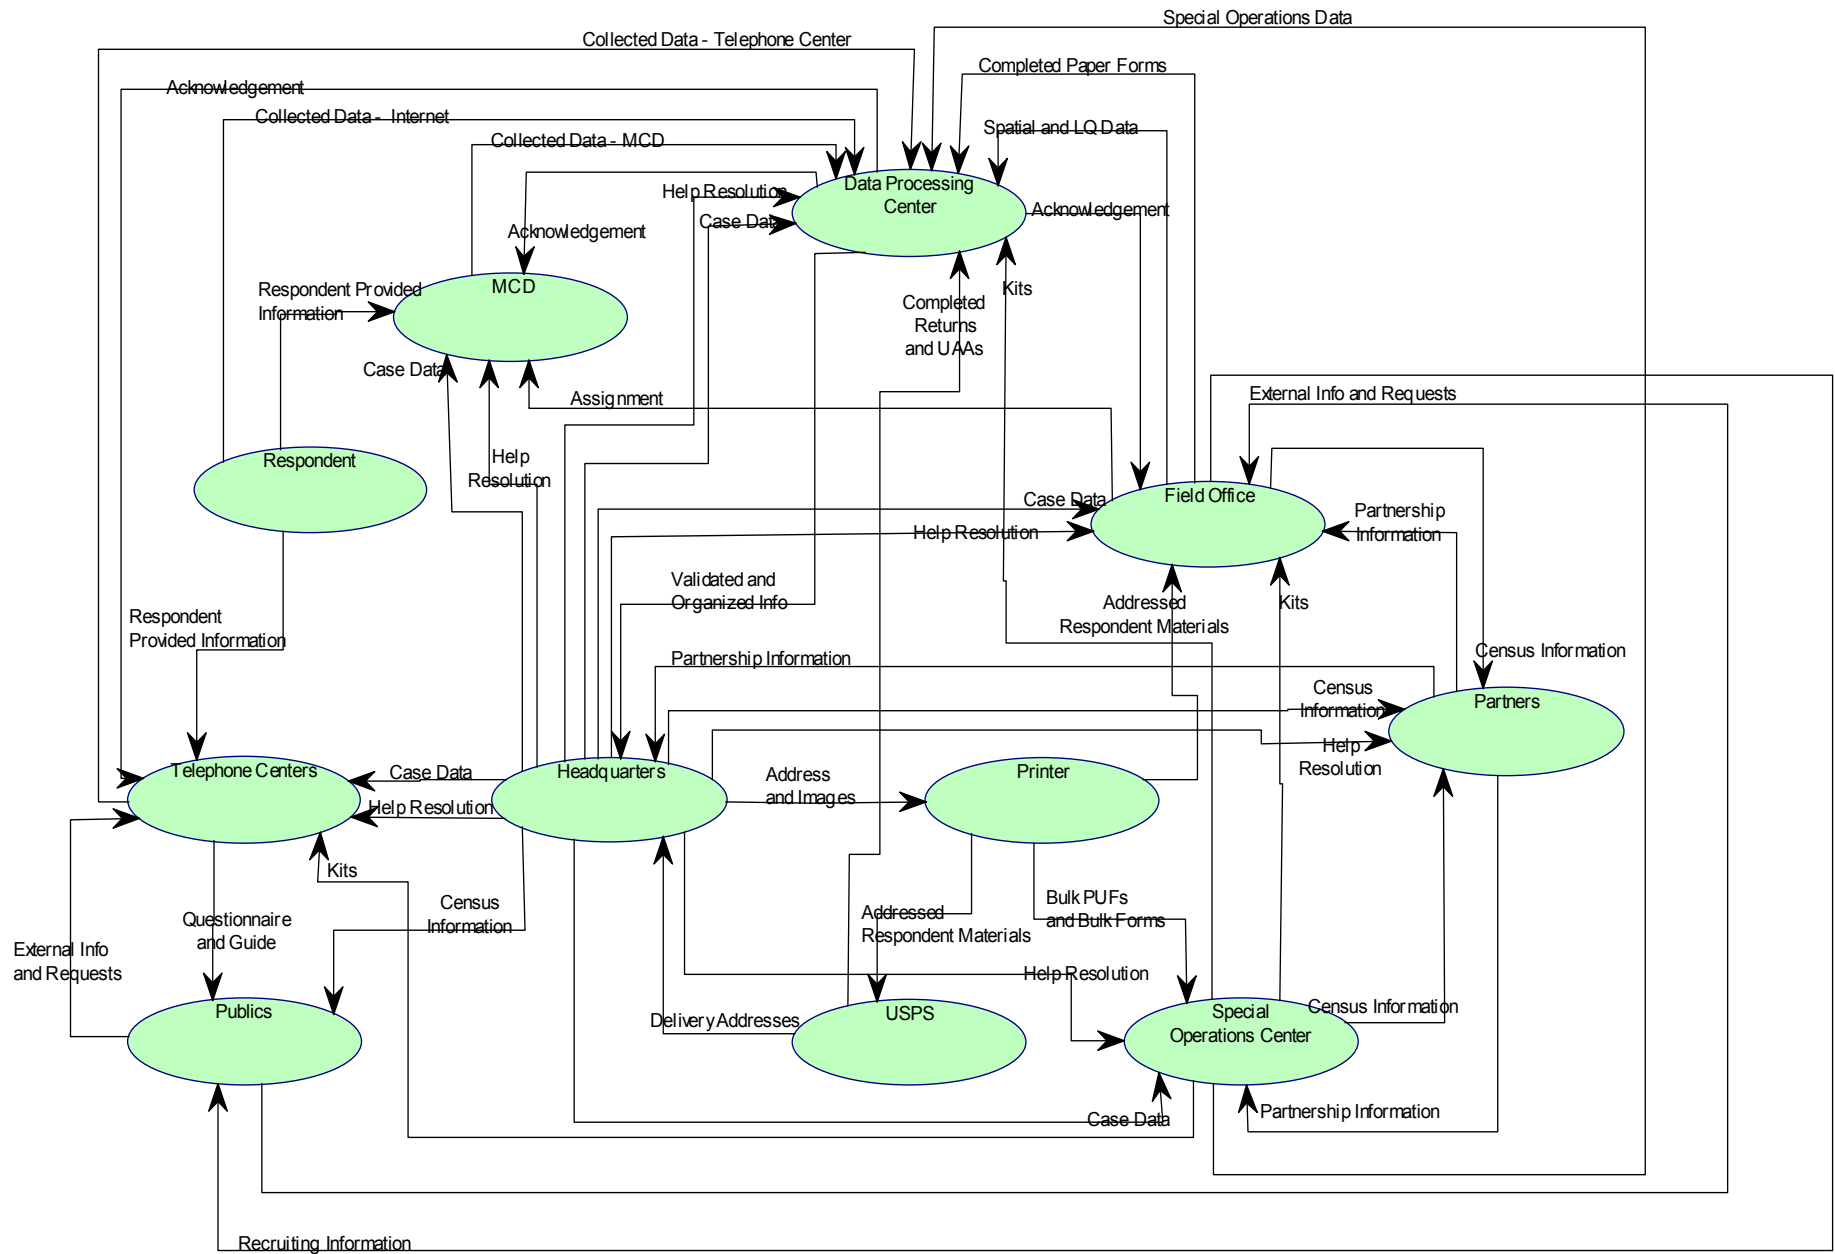 Special Operations Data
Collected Data - Telephone Center
Completed Paper Forms
Acknowledgement
Collected Data - Internet
Spatial and LQ Data
Collected Data - MCD
Data Processing
Center
Help Resolution
Acknowledgement
Case Data
Acknowledgement
MCD
Kits
Respondent Provided
Information
Completed
Returns
and UAAs
Case Data
External Info and Requests
Assignment
Respondent
Help
Resolution
Field Office
Case Data
Partnership
Information
Help Resolution
Validated and
Organized Info
Addressed
Respondent Materials
Kits
Respondent
Provided Information
Census Information
Partnership Information
Census
Information
Partners
Help
Resolution
Telephone Centers
Case Data
Headquarters
Address
and Images
Printer
Help Resolution
Kits
Census
Information
Bulk PUFs
and Bulk Forms
Questionnaire
and Guide
Addressed
Respondent Materials
External Info
and Requests
Help Resolution
Publics
Delivery Addresses
USPS
Special
Operations Center
Census Information
Case Data
Partnership Information
Recruiting Information